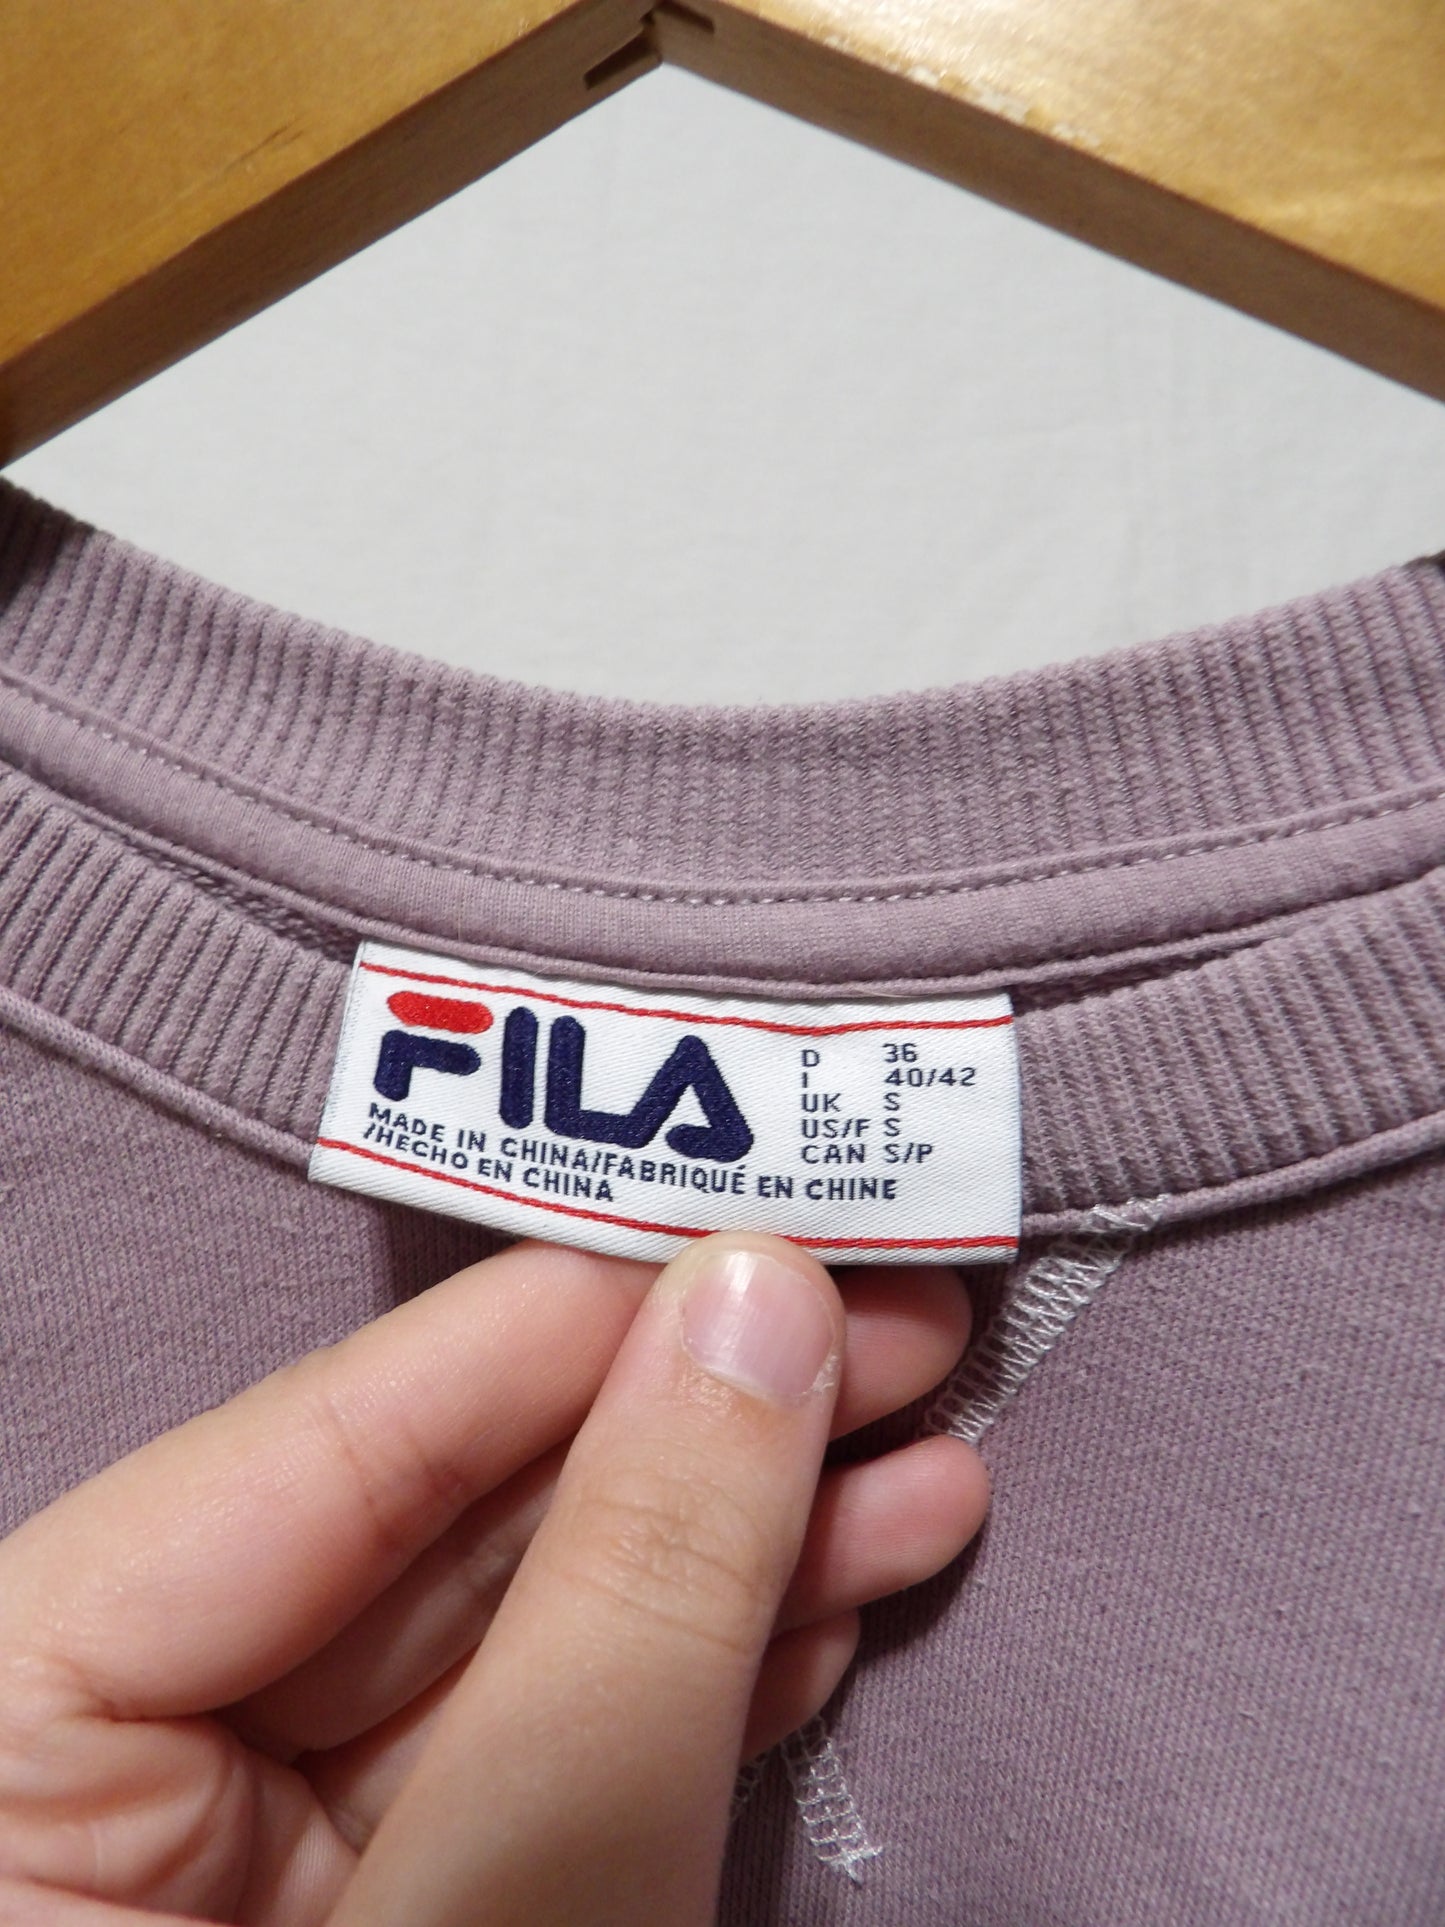 FILA
MADE IN CHINA/FABRIQUÉ EN CHINE
/HECHO EN CHINA
D 36
I 40/42
UK S
US/F S
CAN S/P